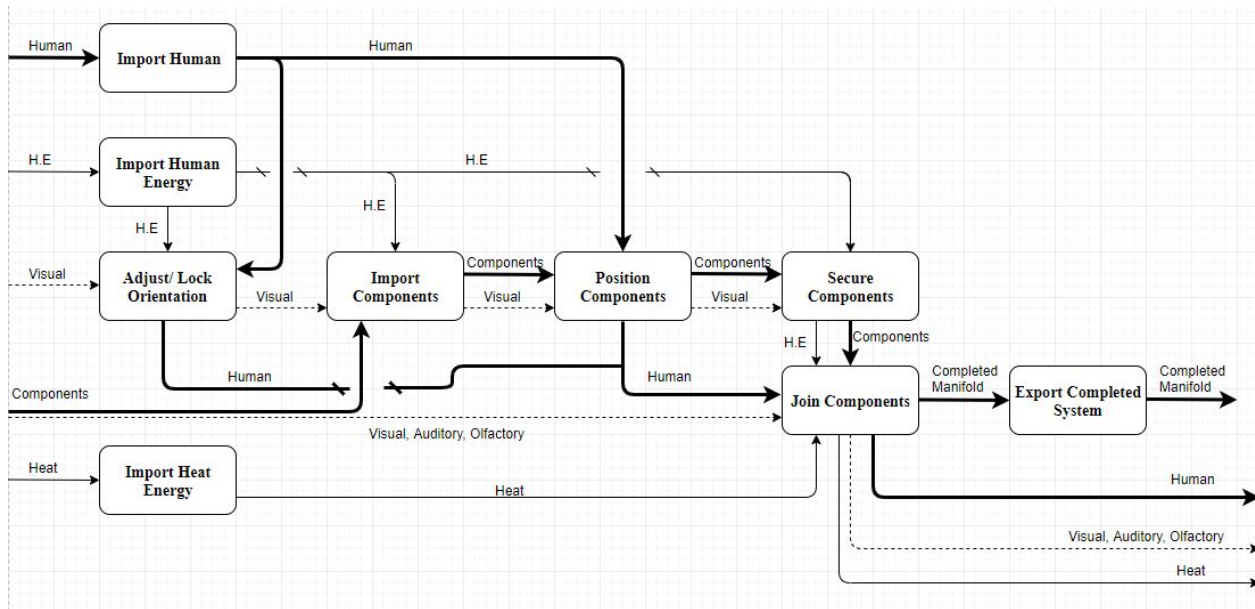 Human
Import Human
Human
H.E
Import Human
Energy
H.E
H.E
H.E
Visual
Adjust/ Lock
Orientation
Visual
Import
Components
Components
Visual
Position
Components
Components
Visual
Secure
Components
H.E
Components
Human
Components
Human
Join Components
Completed
Manifold
Export Completed
System
Completed
Manifold
Visual, Auditory, Olfactory
Heat
Import Heat
Energy
Heat
Human
Visual, Auditory, Olfactory
Heat